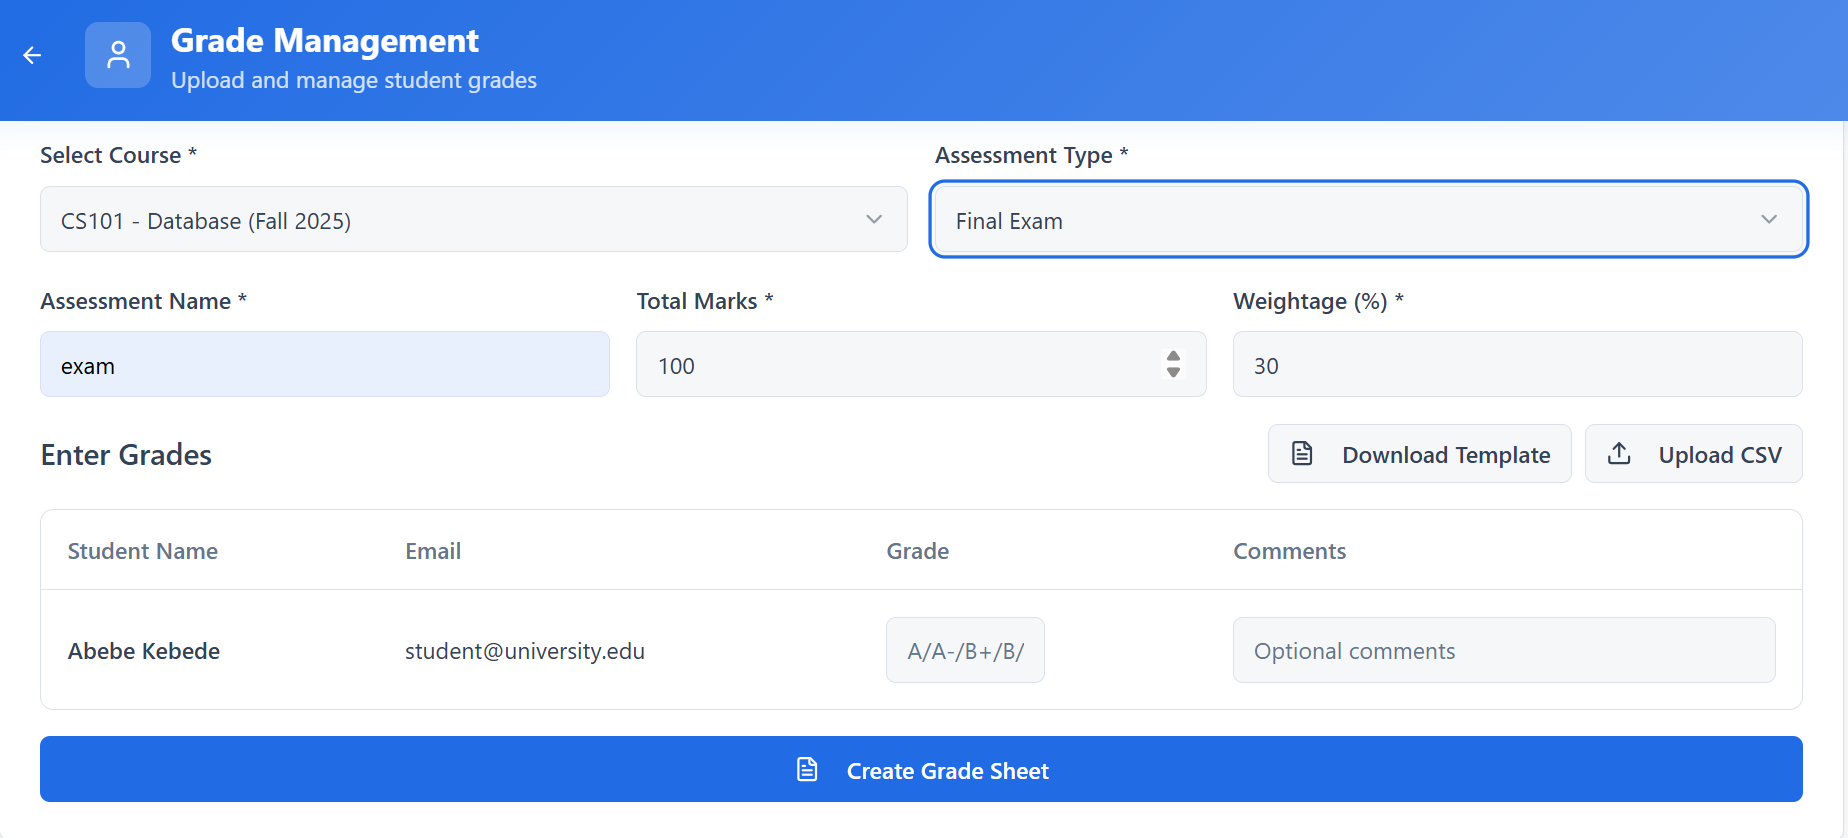 Grade Management
Upload and manage student grades
Select Course *
Assessment Type *
CS101 - Database (Fall 2025)
Final Exam
Assessment Name *
Total Marks *
Weightage (%) *
exam
100
30
Enter Grades
Download Template
Upload CSV
Student Name
Email
Grade
Comments
Abebe Kebede
student@university.edu
A/A-/B+/B/
Optional comments
Create Grade Sheet